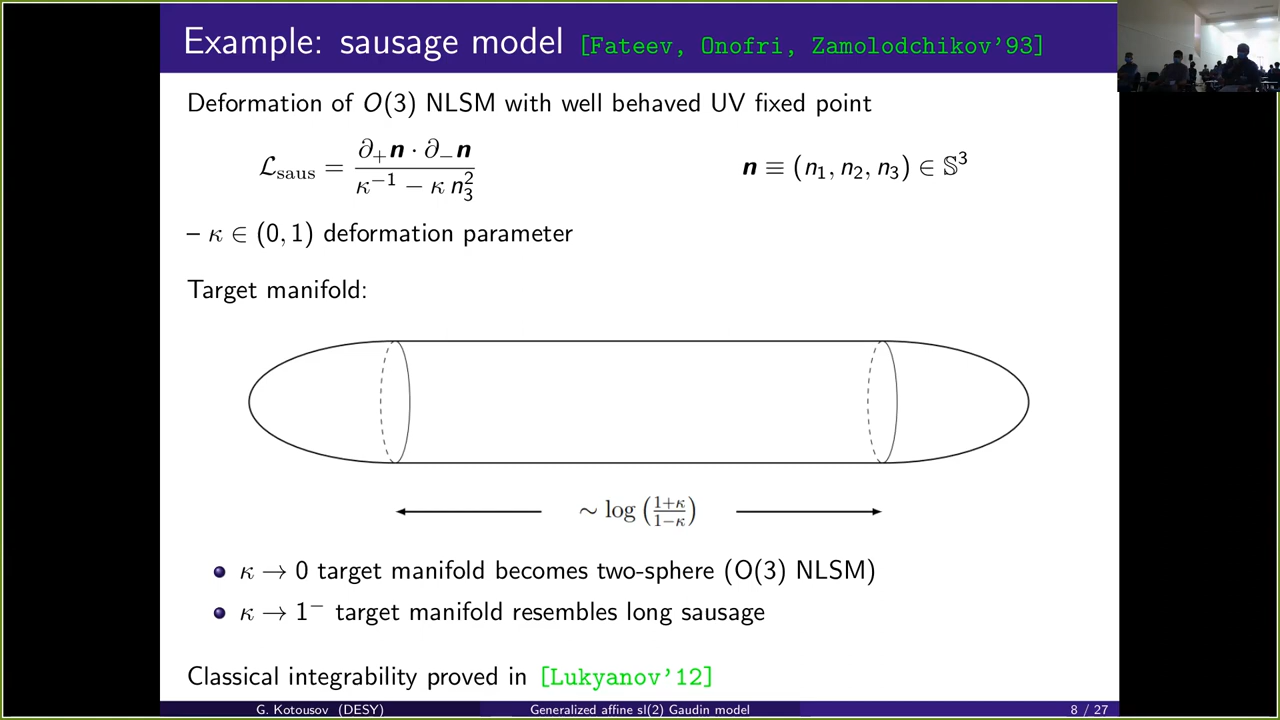 Example: sausage model [Fateev, Onofri, Zamolodchikov'93]
Deformation of O(3) NLSM with well behaved UV fixed point
ℒ_saus = (∂₊n · ∂₋n) / (κ⁻¹ − κ n₃²)    n ≡ (n₁, n₂, n₃) ∈ 𝕊³
– κ ∈ (0, 1) deformation parameter
Target manifold:
∼ log((1+κ)/(1−κ))
κ → 0 target manifold becomes two-sphere (O(3) NLSM)
κ → 1⁻ target manifold resembles long sausage
Classical integrability proved in [Lukyanov'12]
G. Kotousov (DESY) Generalized affine sl(2) Gaudin model 8 / 27